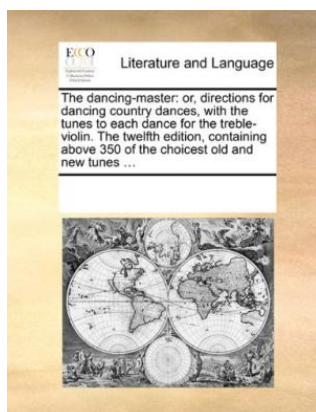 ECCO
Literature and Language
The dancing-master: or, directions for
dancing country dances, with the
tunes to each dance for the treble-
violin. The twelfth edition, containing
above 350 of the choicest old and
new tunes ...